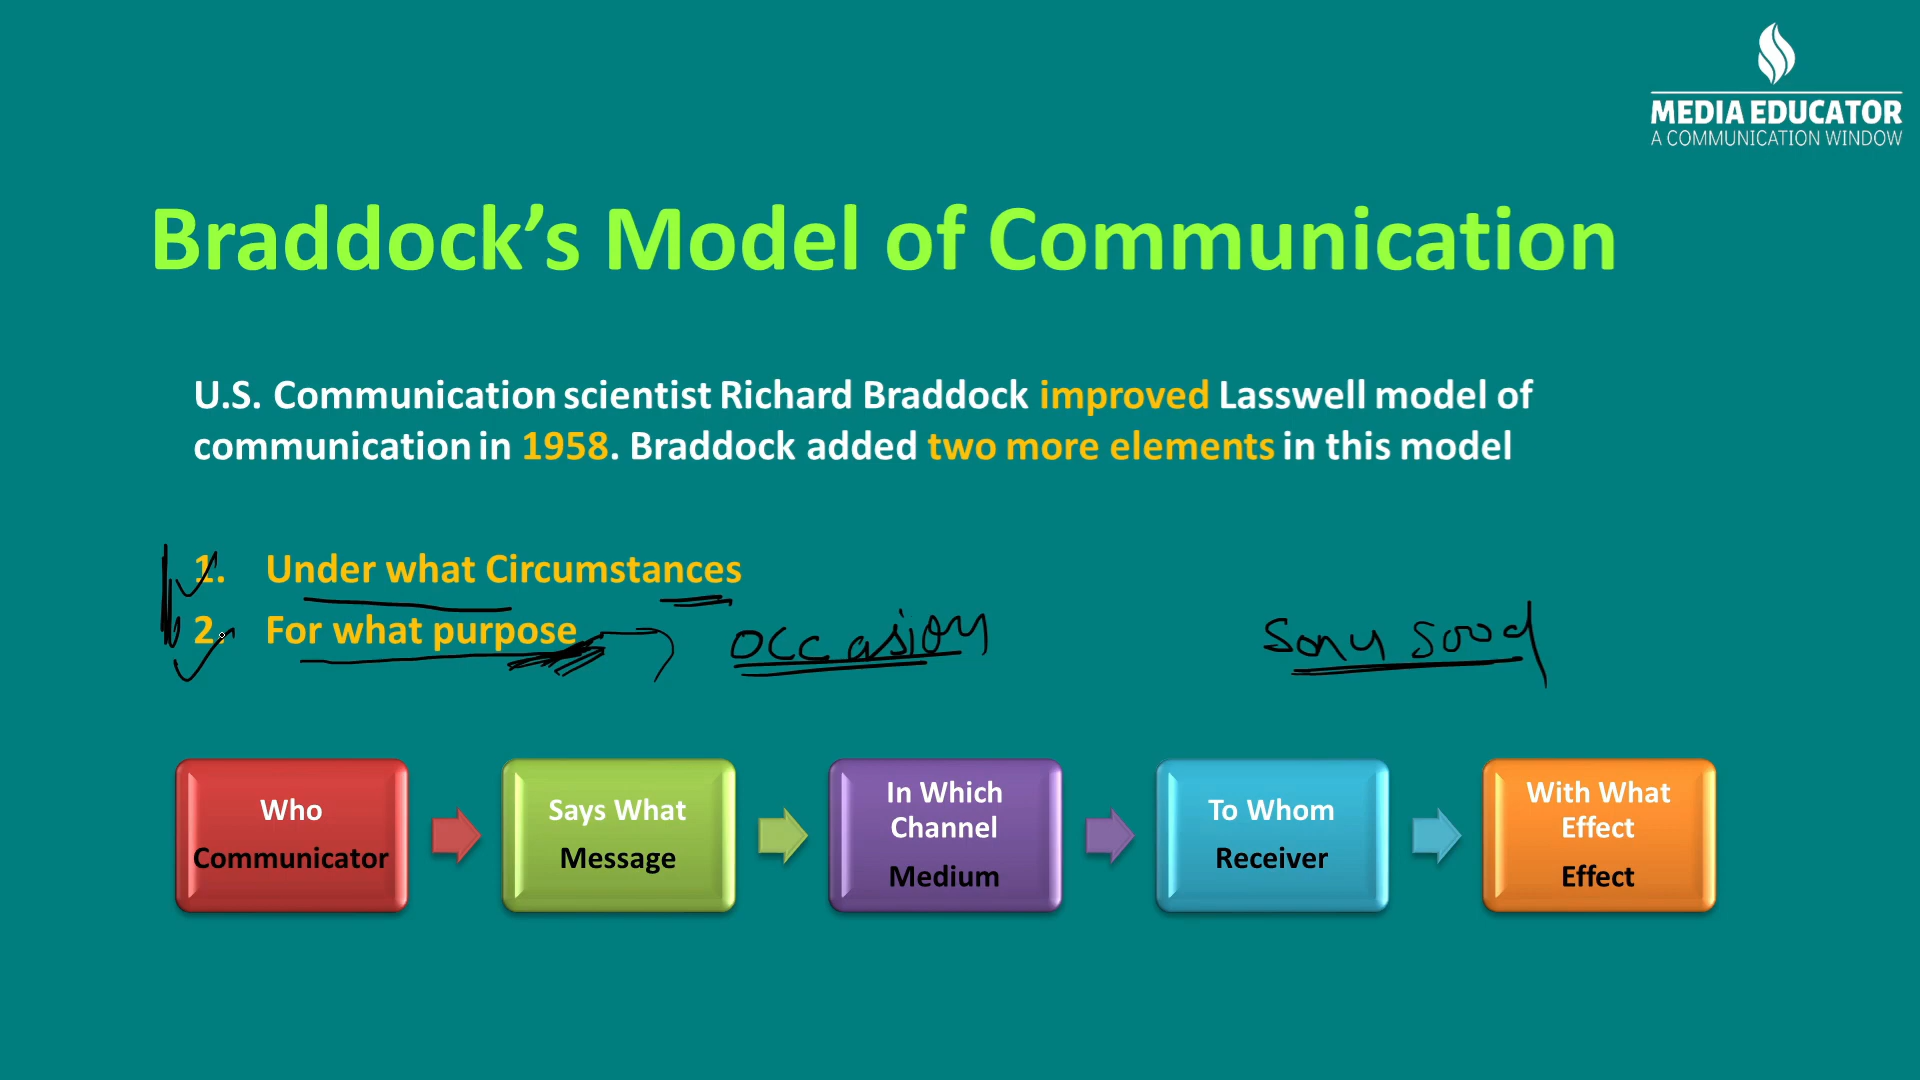 MEDIA EDUCATOR
A COMMUNICATION WINDOW
Braddock’s Model of Communication
U.S. Communication scientist Richard Braddock improved Lasswell model of
communication in 1958. Braddock added two more elements in this model
1. Under what Circumstances
2. For what purpose
occasion
Sonu Sood
Who
Communicator
Says What
Message
In Which
Channel
Medium
To Whom
Receiver
With What
Effect
Effect